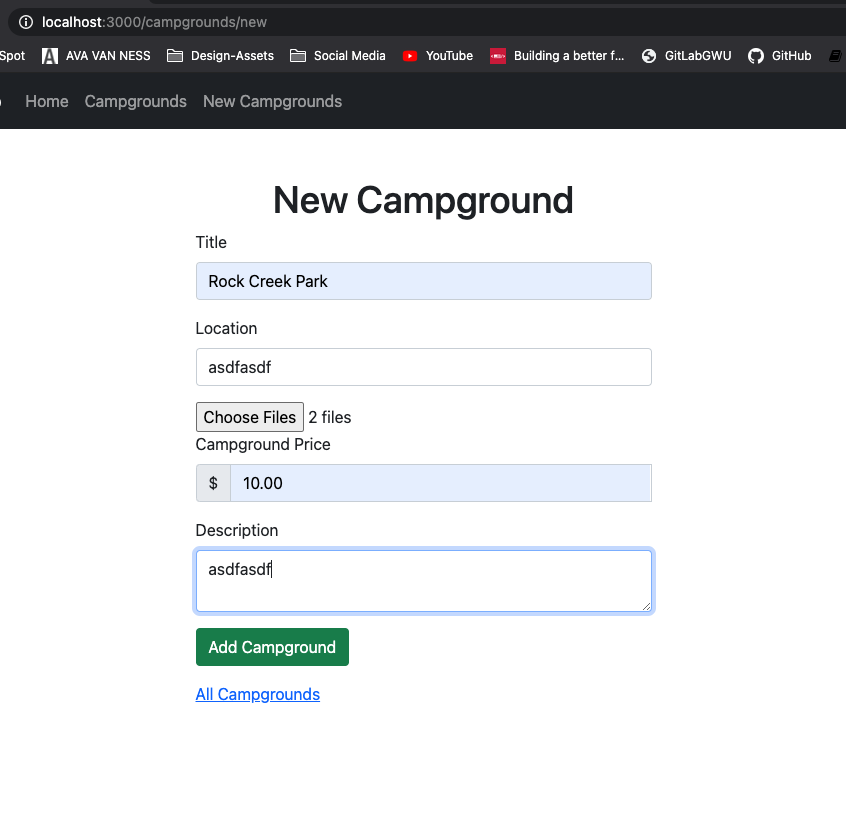 localhost:3000/campgrounds/new
Spot AVA VAN NESS Design-Assets Social Media YouTube Building a better f... GitLabGWU GitHub
Home Campgrounds New Campgrounds
New Campground
Title
Rock Creek Park
Location
asdfasdf
Choose Files 2 files
Campground Price
$ 10.00
Description
asdfasdf
Add Campground
All Campgrounds